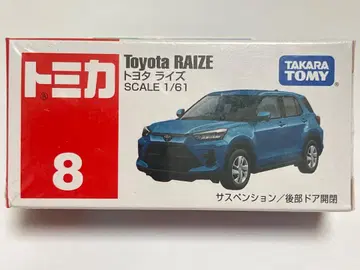 トミカ
8
Toyota RAIZE
トヨタ ライズ
SCALE 1/61
TAKARA
TOMY
サスペンション／後部ドア開閉